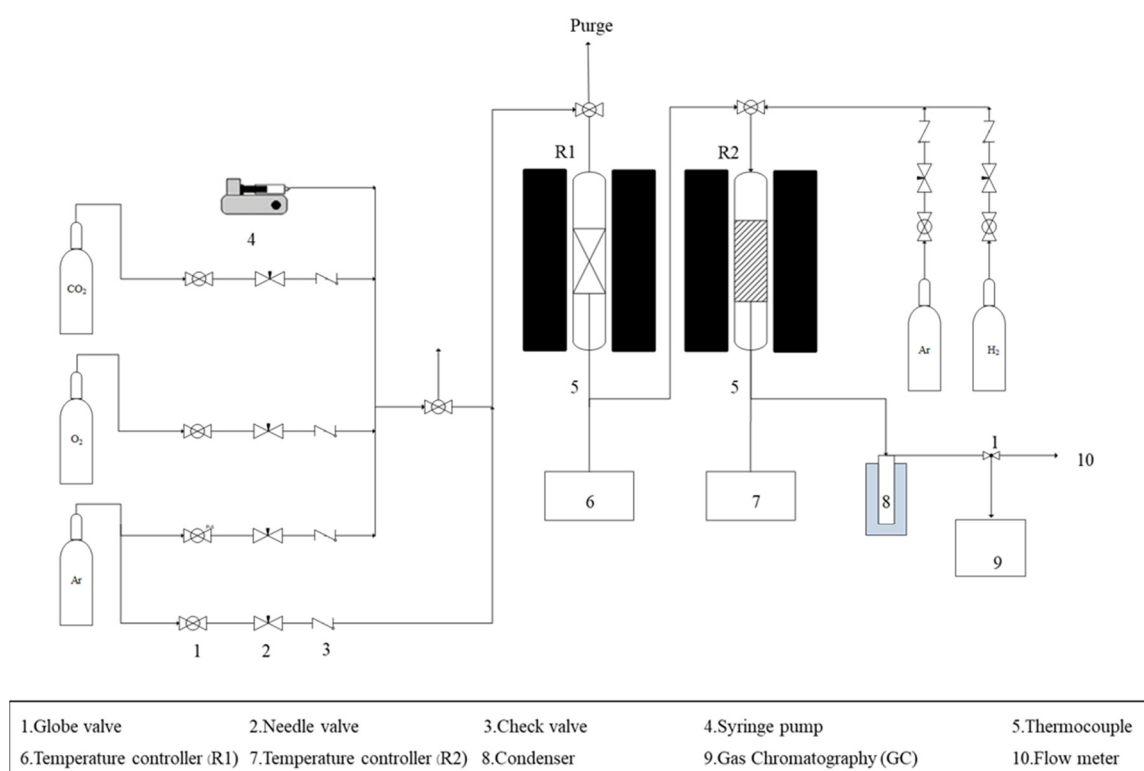 Purge
R1
R2
4
CO₂
Ar
H₂
5
5
O₂
1
10
6
7
8
9
Ar
1
2
3
1.Globe valve 2.Needle valve 3.Check valve 4.Syringe pump 5.Thermocouple
6.Temperature controller (R1) 7.Temperature controller (R2) 8.Condenser 9.Gas Chromatography (GC) 10.Flow meter